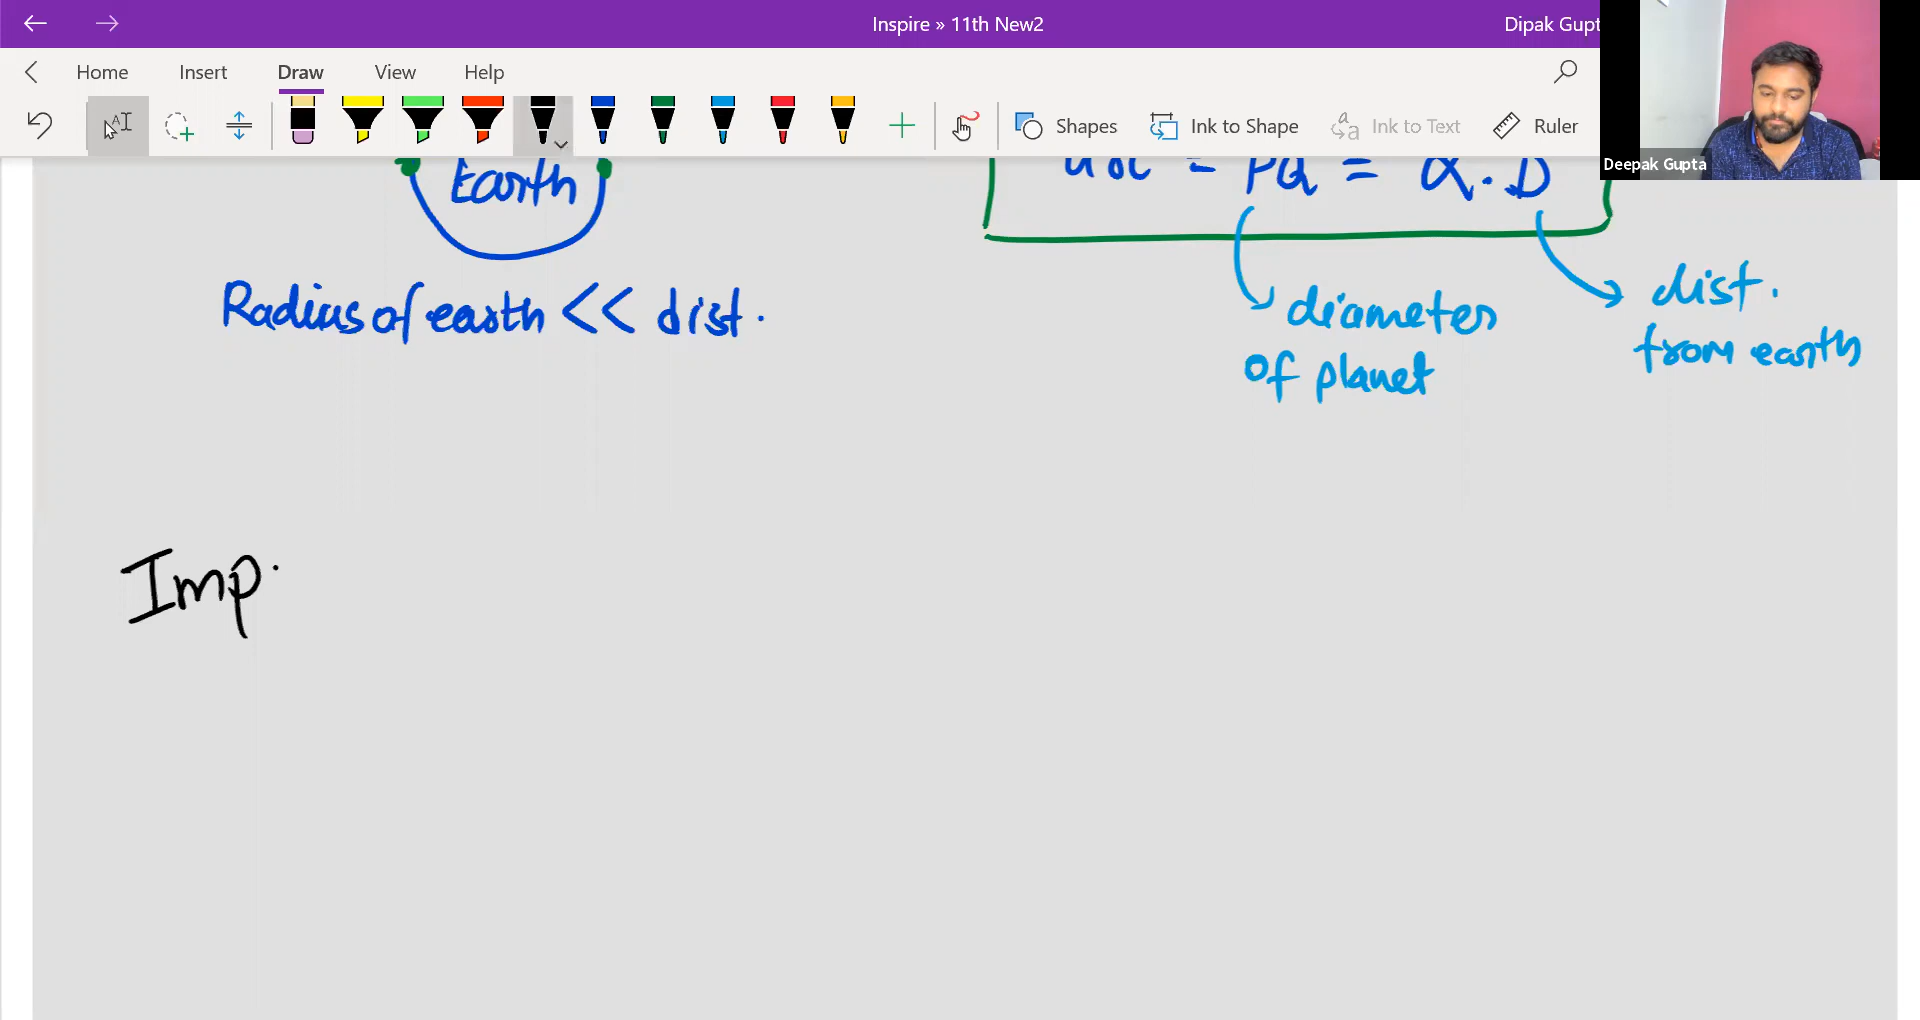 Inspire » 11th New2
Dipak Gupt
Home Insert Draw View Help
Shapes Ink to Shape Ink to Text Ruler
Deepak Gupta
Earth
= PQ = α . D
Radius of earth << dist.
diameter
of planet
dist.
from earth
Imp.